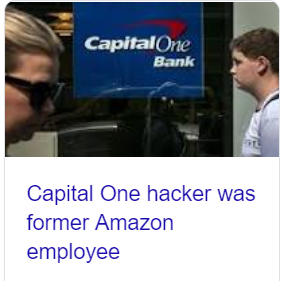 Capital One
Bank
Capital One hacker was
former Amazon
employee